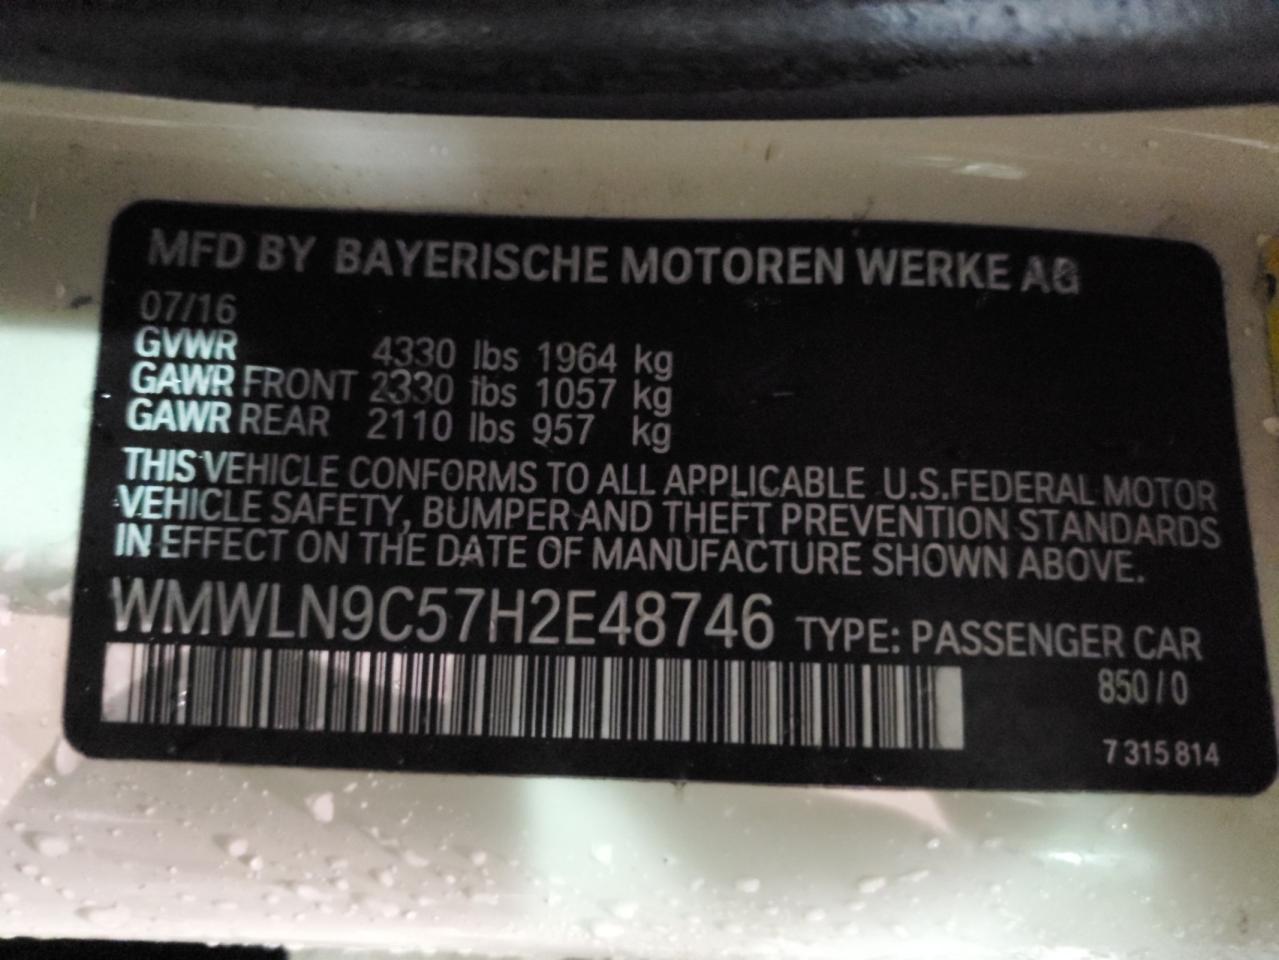 MFD BY BAYERISCHE MOTOREN WERKE AG
07/16
GVWR 4330 lbs 1964 kg
GAWR FRONT 2330 lbs 1057 kg
GAWR REAR 2110 lbs 957 kg
THIS VEHICLE CONFORMS TO ALL APPLICABLE U.S.FEDERAL MOTOR
VEHICLE SAFETY, BUMPER AND THEFT PREVENTION STANDARDS
IN EFFECT ON THE DATE OF MANUFACTURE SHOWN ABOVE.
WMWLN9C57H2E48746 TYPE: PASSENGER CAR
850/0
7 315 814